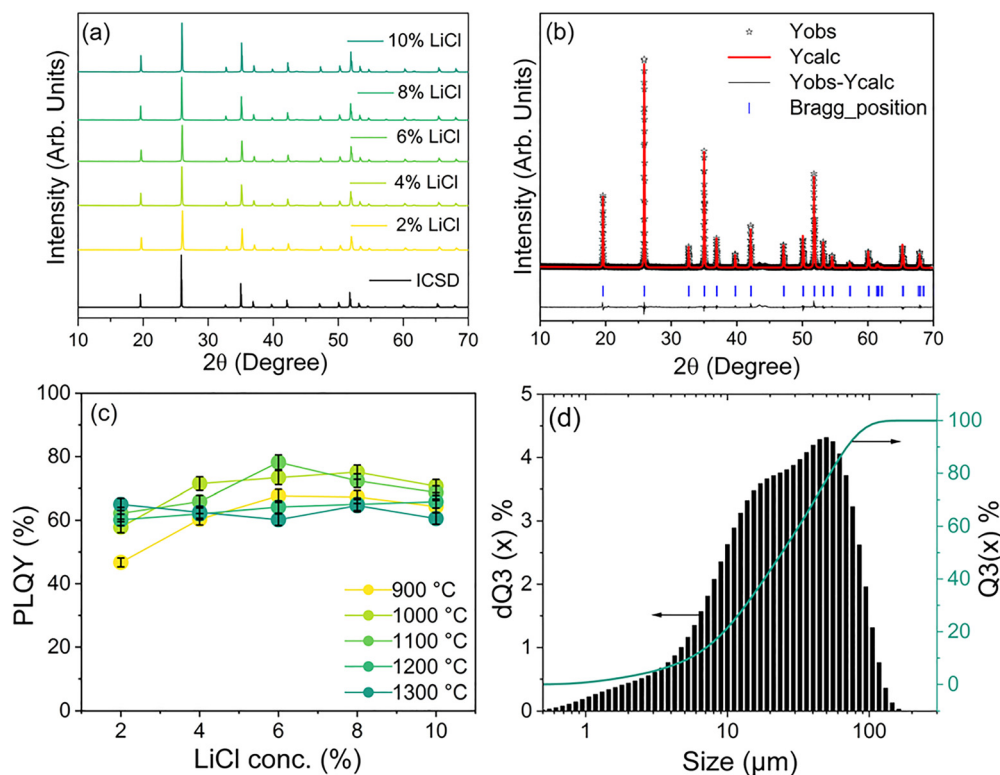 (a)
10% LiCl
8% LiCl
6% LiCl
4% LiCl
2% LiCl
ICSD
Intensity (Arb. Units)
10 20 30 40 50 60 70
2θ (Degree)
(b)
Yobs
Ycalc
Yobs-Ycalc
Bragg_position
Intensity (Arb. Units)
10 20 30 40 50 60 70
2θ (Degree)
(c)
100
80
60
40
20
0
PLQY (%)
900 °C
1000 °C
1100 °C
1200 °C
1300 °C
2 4 6 8 10
LiCl conc. (%)
(d)
5
4
3
2
1
0
dQ3 (x) %
100
80
60
40
20
0
Q3(x) %
1 10 100
Size (μm)